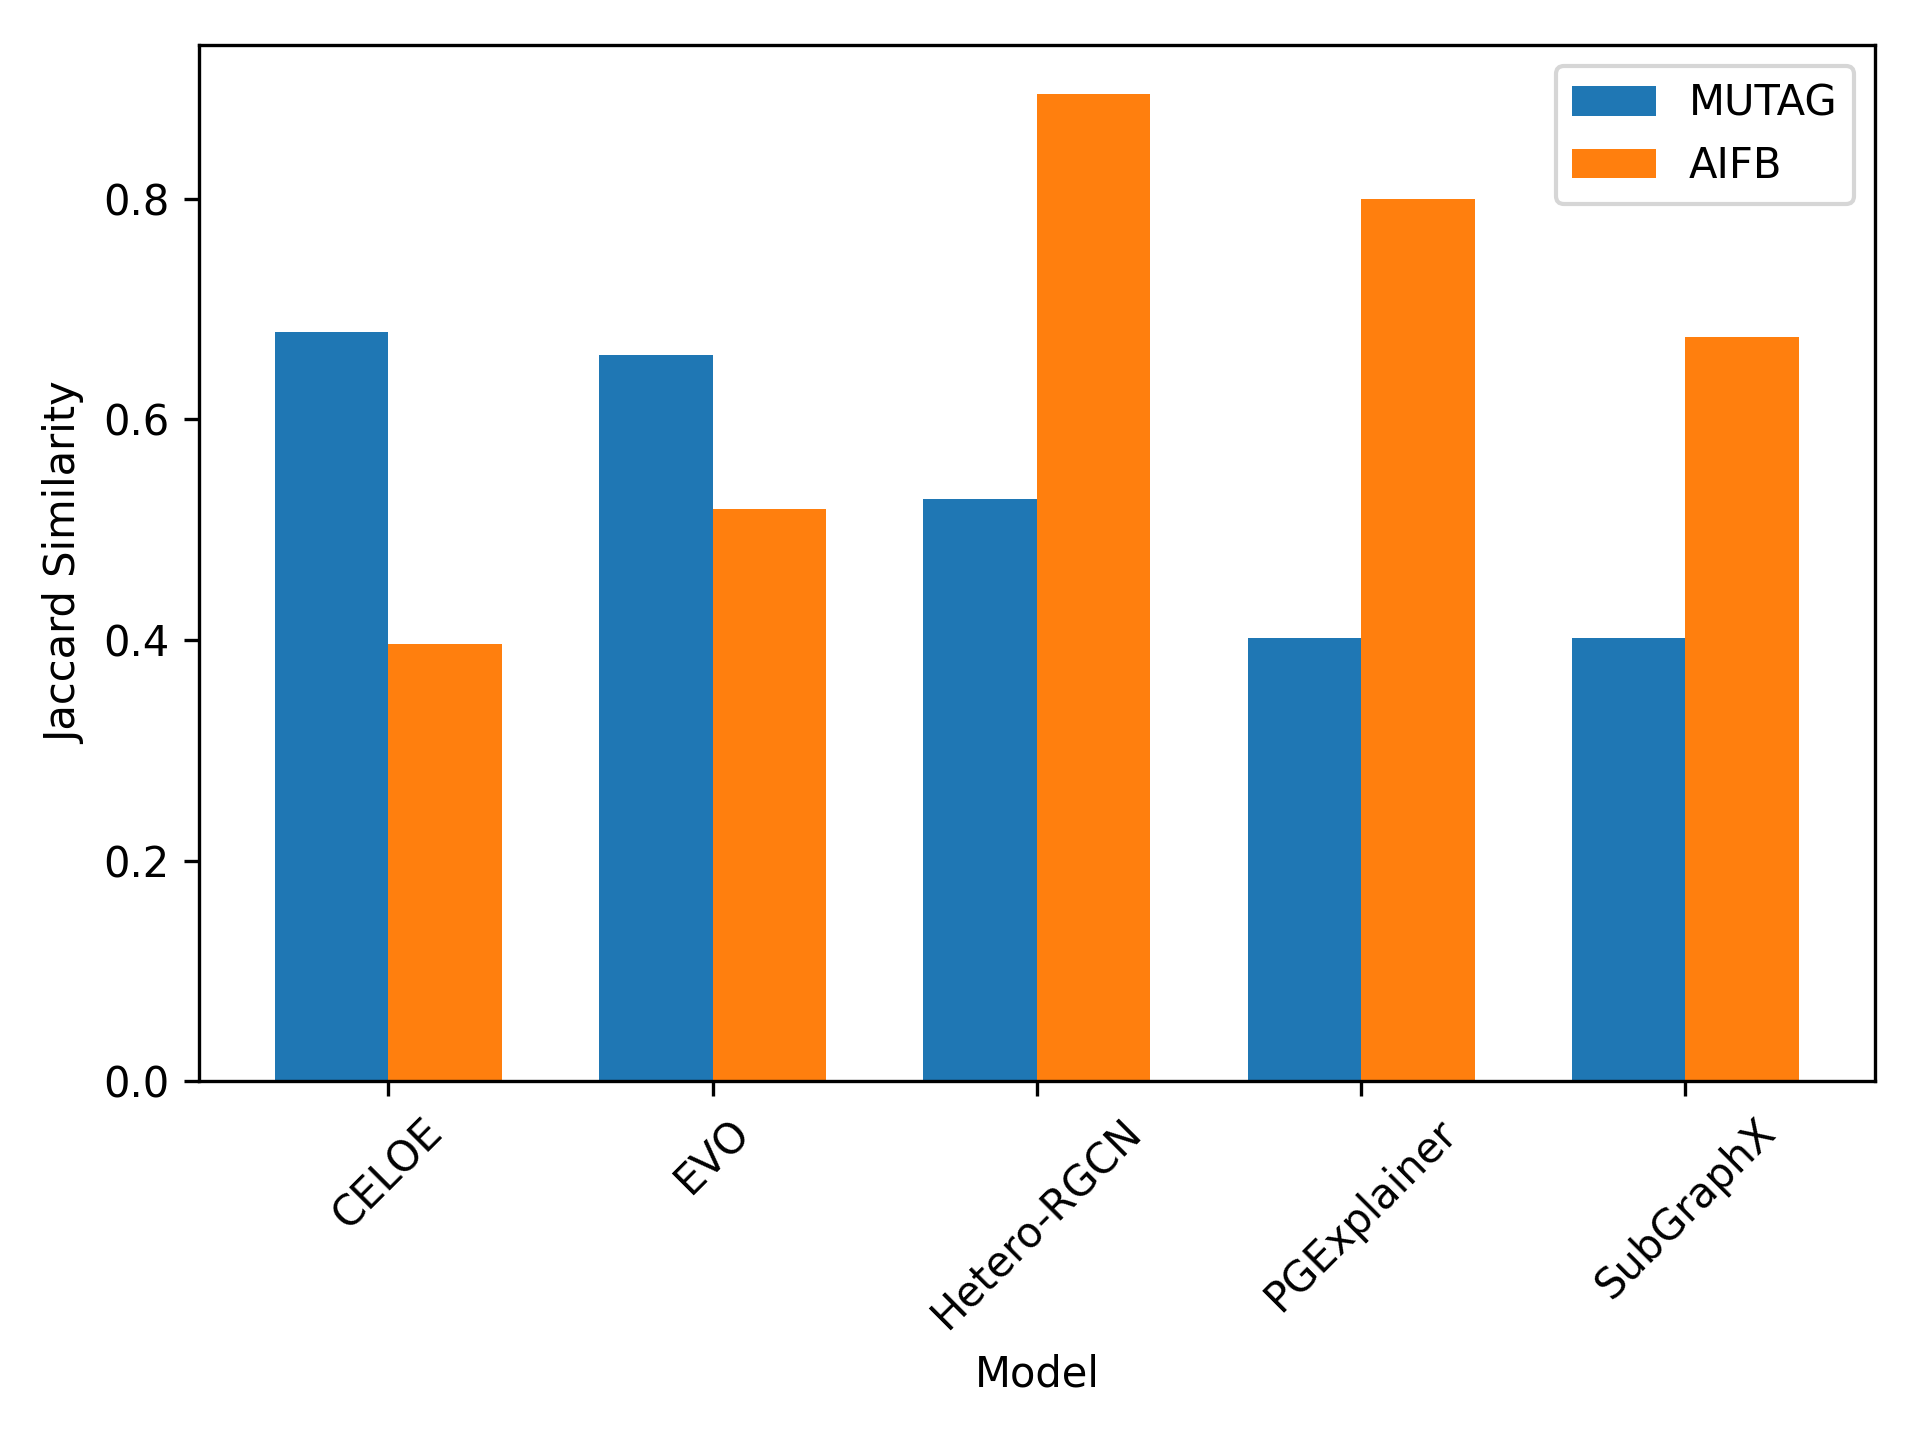 MUTAG
AIFB
Jaccard Similarity
0.8
0.6
0.4
0.2
0.0
CELOE
EVO
Hetero-RGCN
PGExplainer
SubGraphX
Model